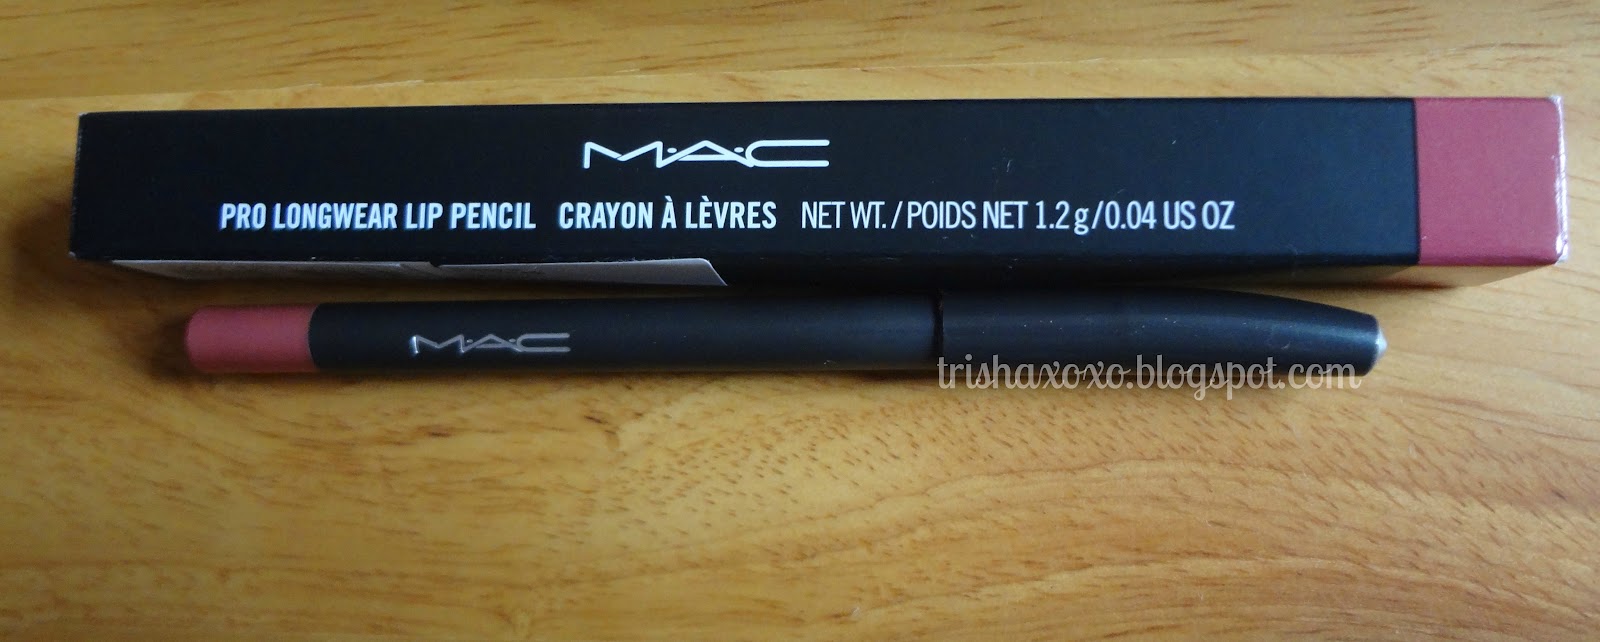 M·A·C
PRO LONGWEAR LIP PENCIL CRAYON À LÈVRES NET WT./POIDS NET 1.2 g/0.04 US OZ
M·A·C
trishaxoxo.blogspot.com